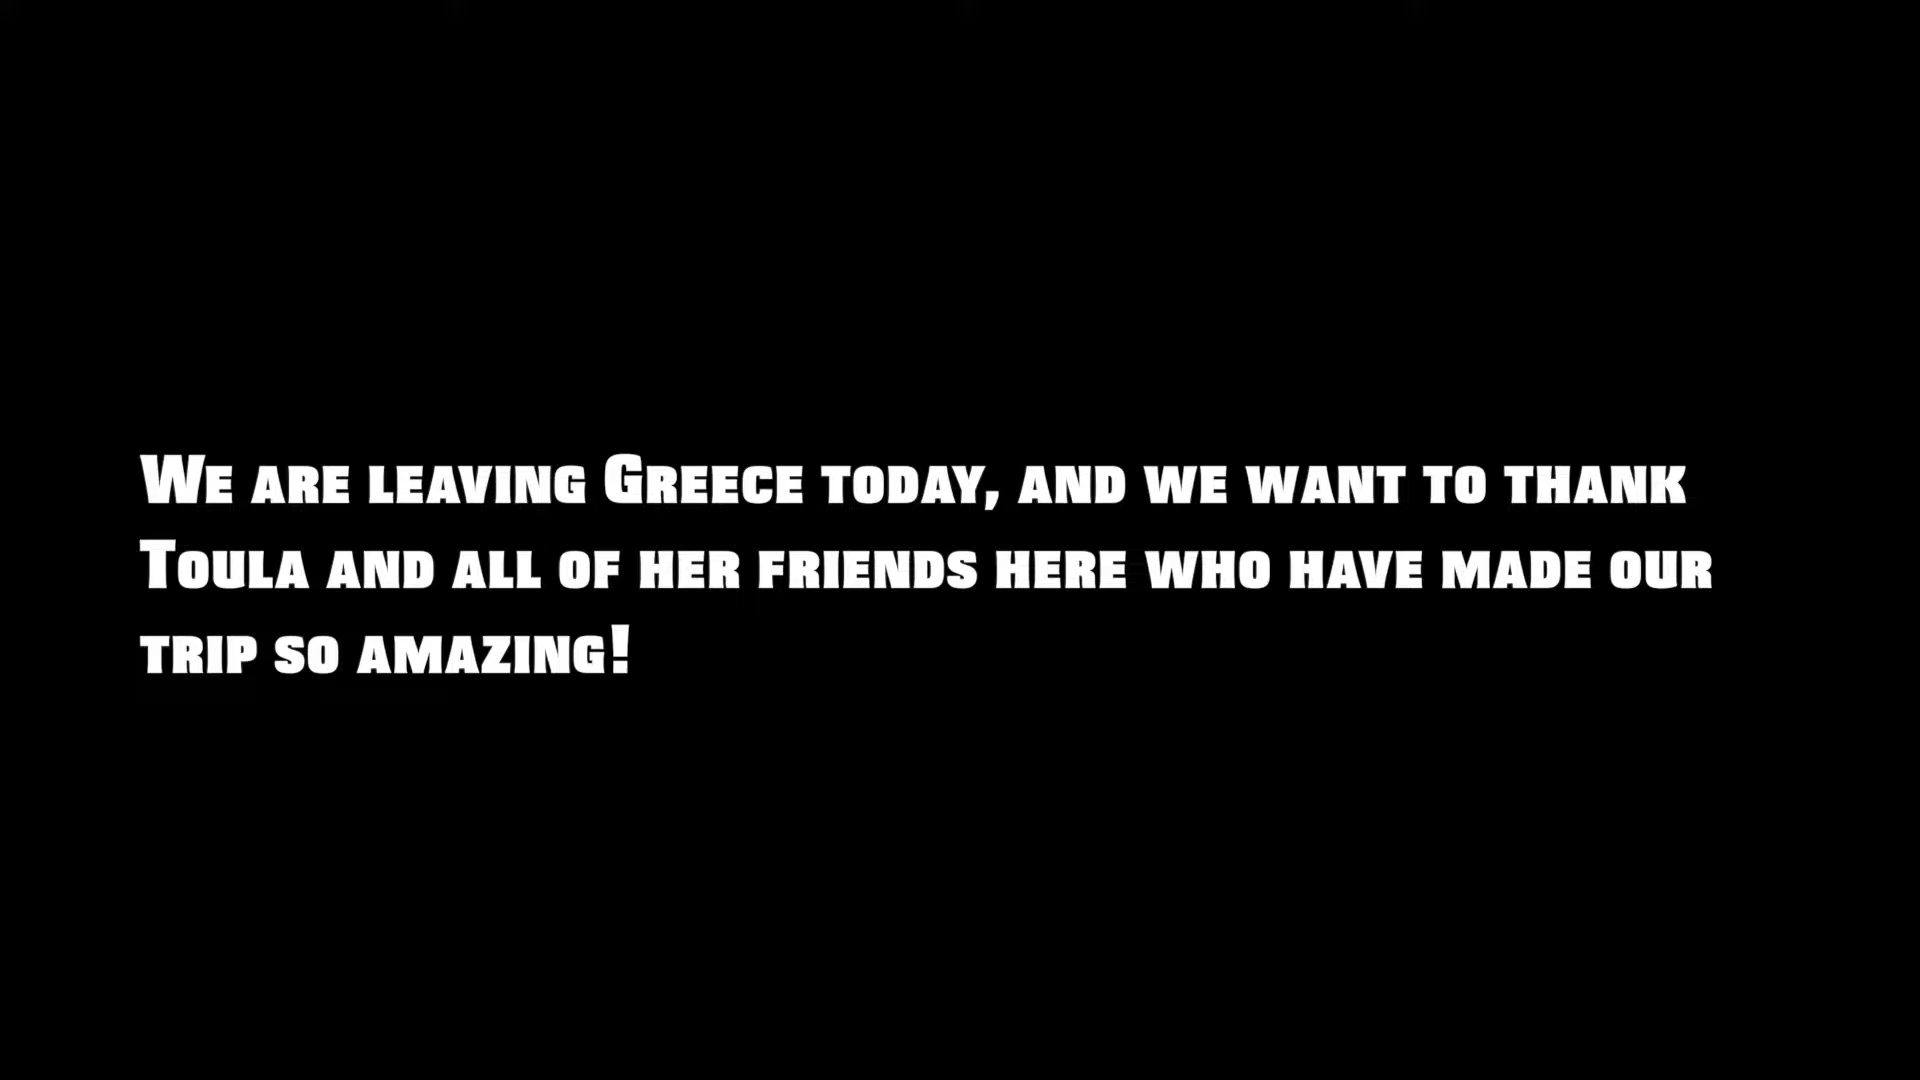 We are leaving Greece today, and we want to thank
Toula and all of her friends here who have made our
trip so amazing!